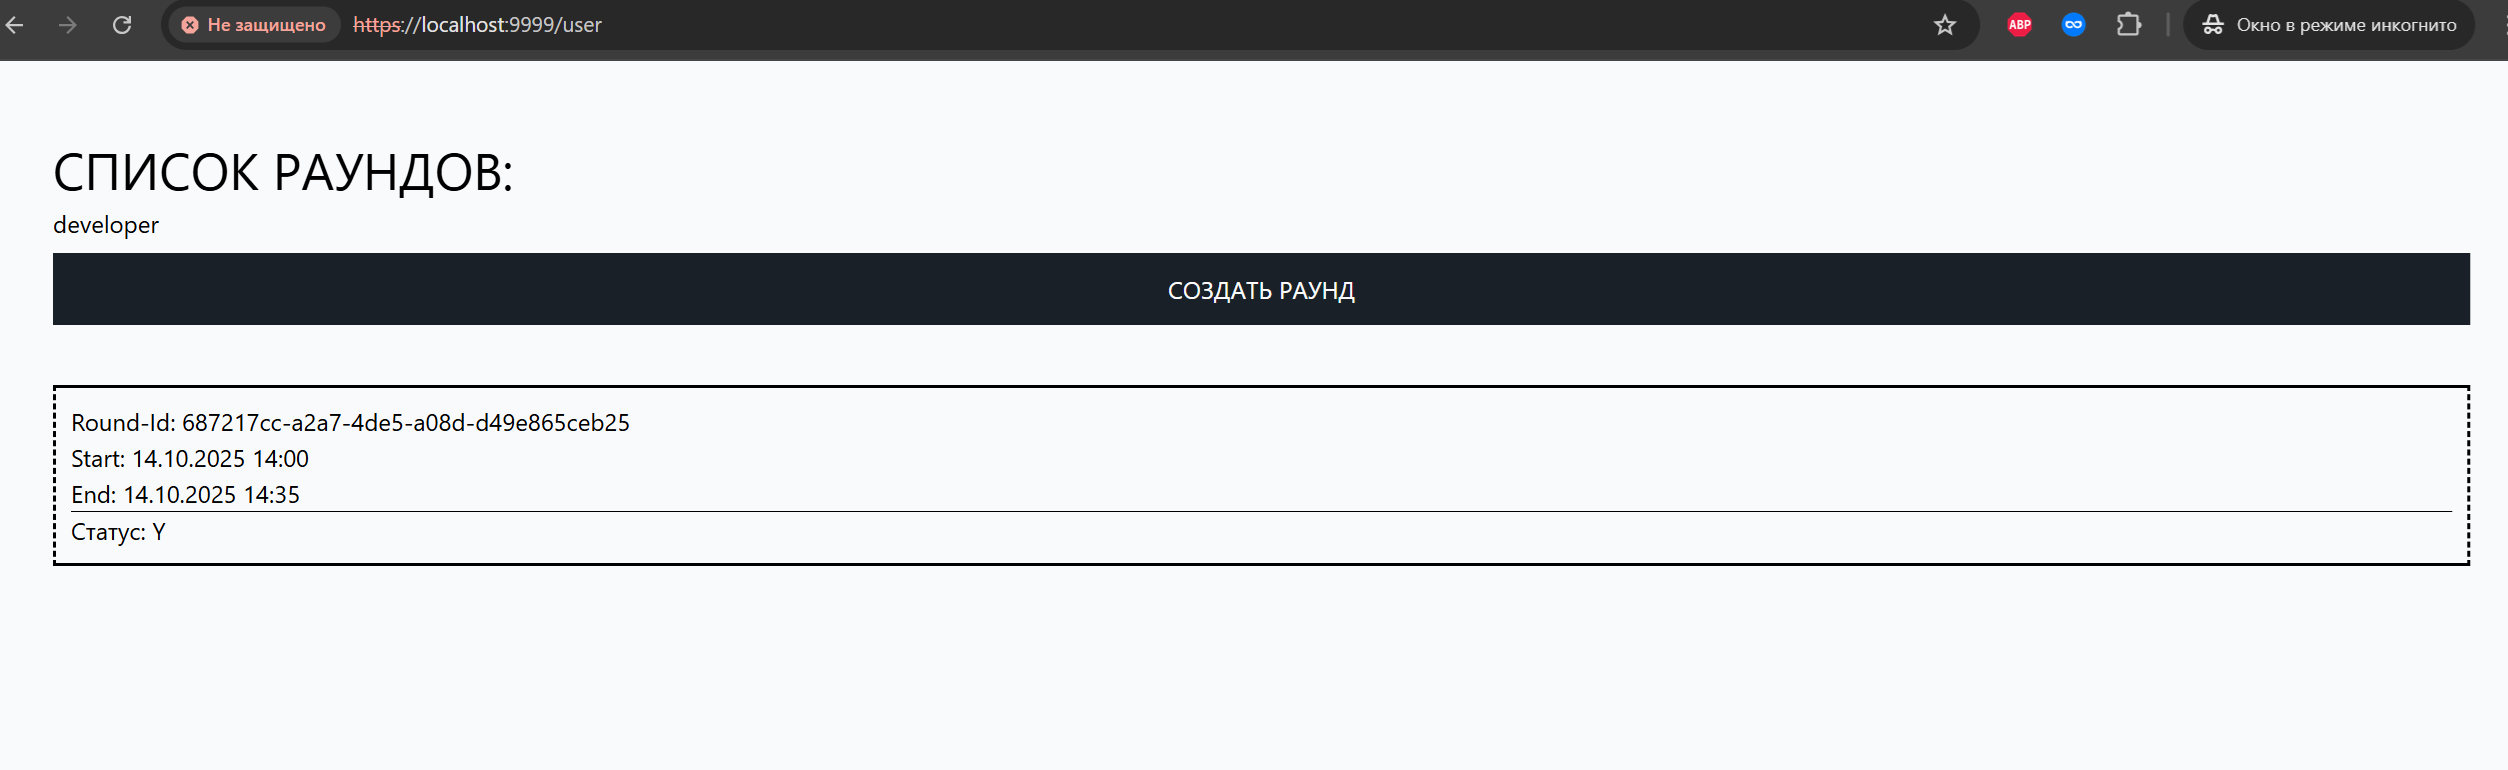 Не защищено https://localhost:9999/user ABP Окно в режиме инкогнито
СПИСОК РАУНДОВ:
developer
СОЗДАТЬ РАУНД
Round-Id: 687217cc-a2a7-4de5-a08d-d49e865ceb25
Start: 14.10.2025 14:00
End: 14.10.2025 14:35
Статус: Y